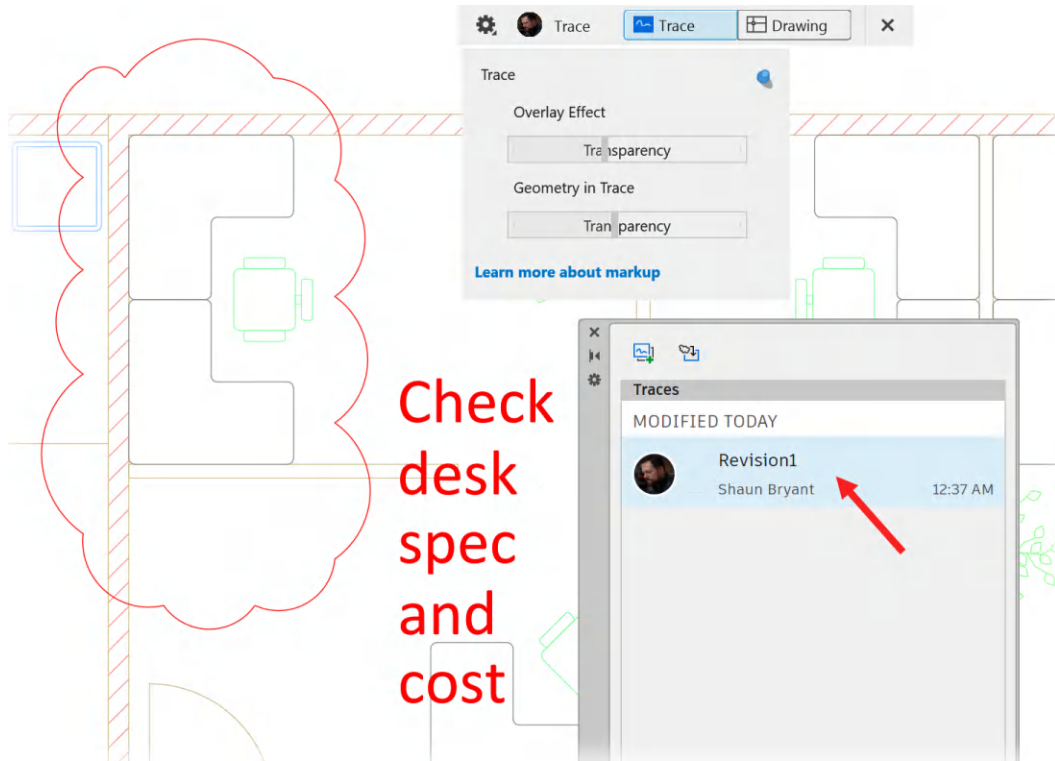 Trace
Trace
Drawing
Trace
Overlay Effect
Transparency
Geometry in Trace
Transparency
Learn more about markup
Check
desk
spec
and
cost
Traces
MODIFIED TODAY
Revision1
Shaun Bryant
12:37 AM